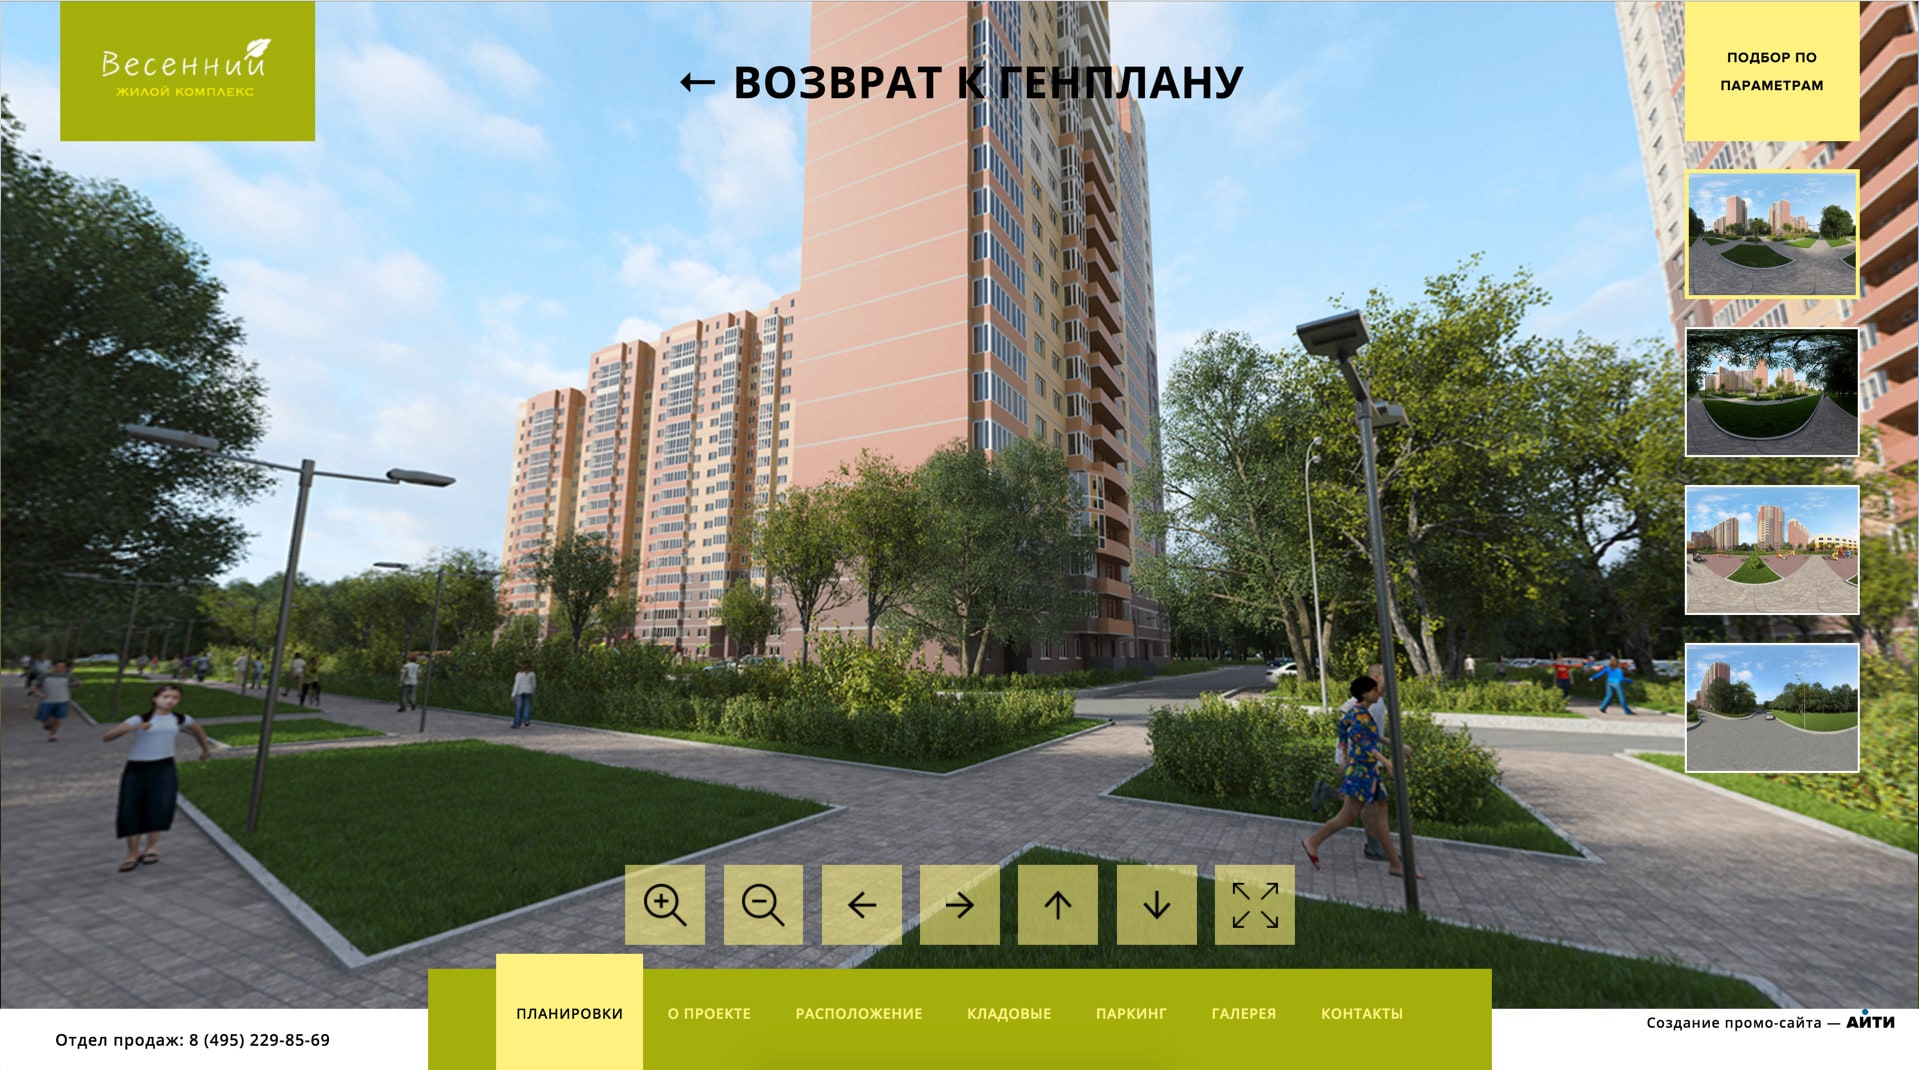 Весенний
ЖИЛОЙ КОМПЛЕКС
← ВОЗВРАТ К ГЕНПЛАНУ
ПОДБОР ПО
ПАРАМЕТРАМ
ПЛАНИРОВКИ
О ПРОЕКТЕ
РАСПОЛОЖЕНИЕ
КЛАДОВЫЕ
ПАРКИНГ
ГАЛЕРЕЯ
КОНТАКТЫ
Отдел продаж: 8 (495) 229-85-69
Создание промо-сайта — АЙТИ